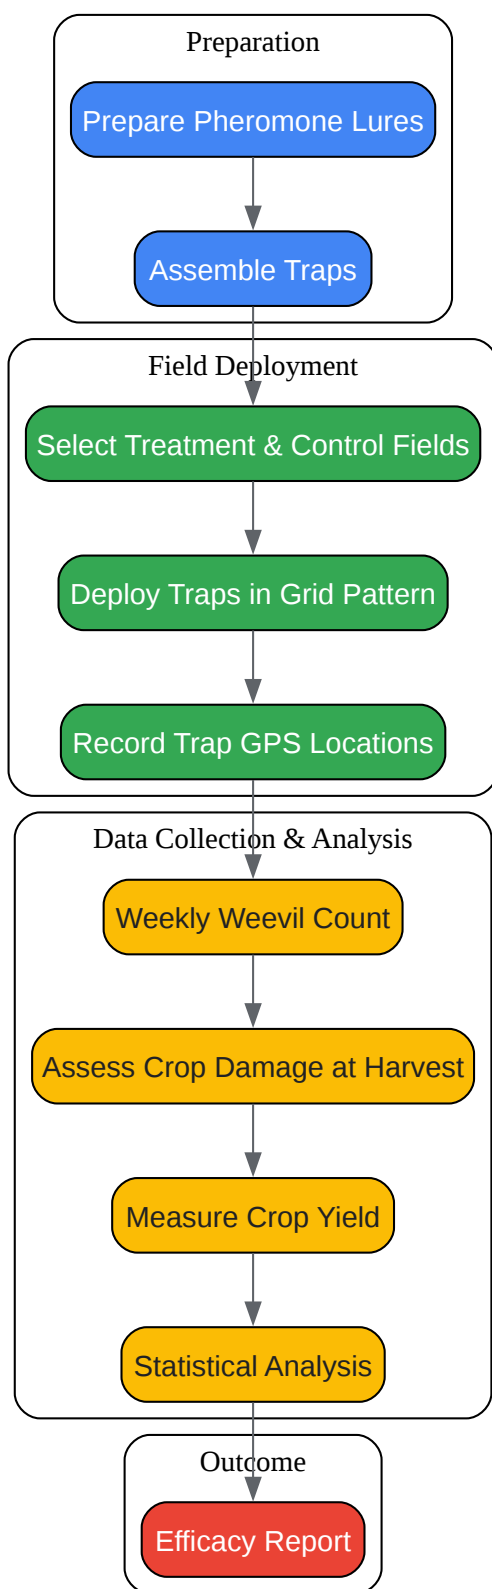 Preparation
Prepare Pheromone Lures
Assemble Traps
Field Deployment
Select Treatment & Control Fields
Deploy Traps in Grid Pattern
Record Trap GPS Locations
Data Collection & Analysis
Weekly Weevil Count
Assess Crop Damage at Harvest
Measure Crop Yield
Statistical Analysis
Outcome
Efficacy Report